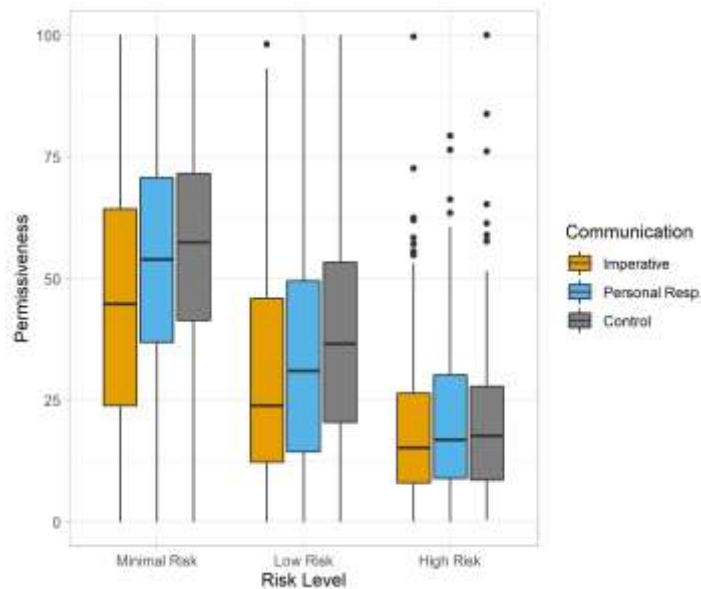 100
75
50
25
0
Permissiveness
Minimal Risk
Low Risk
High Risk
Risk Level
Communication
Imperative
Personal Resp.
Control